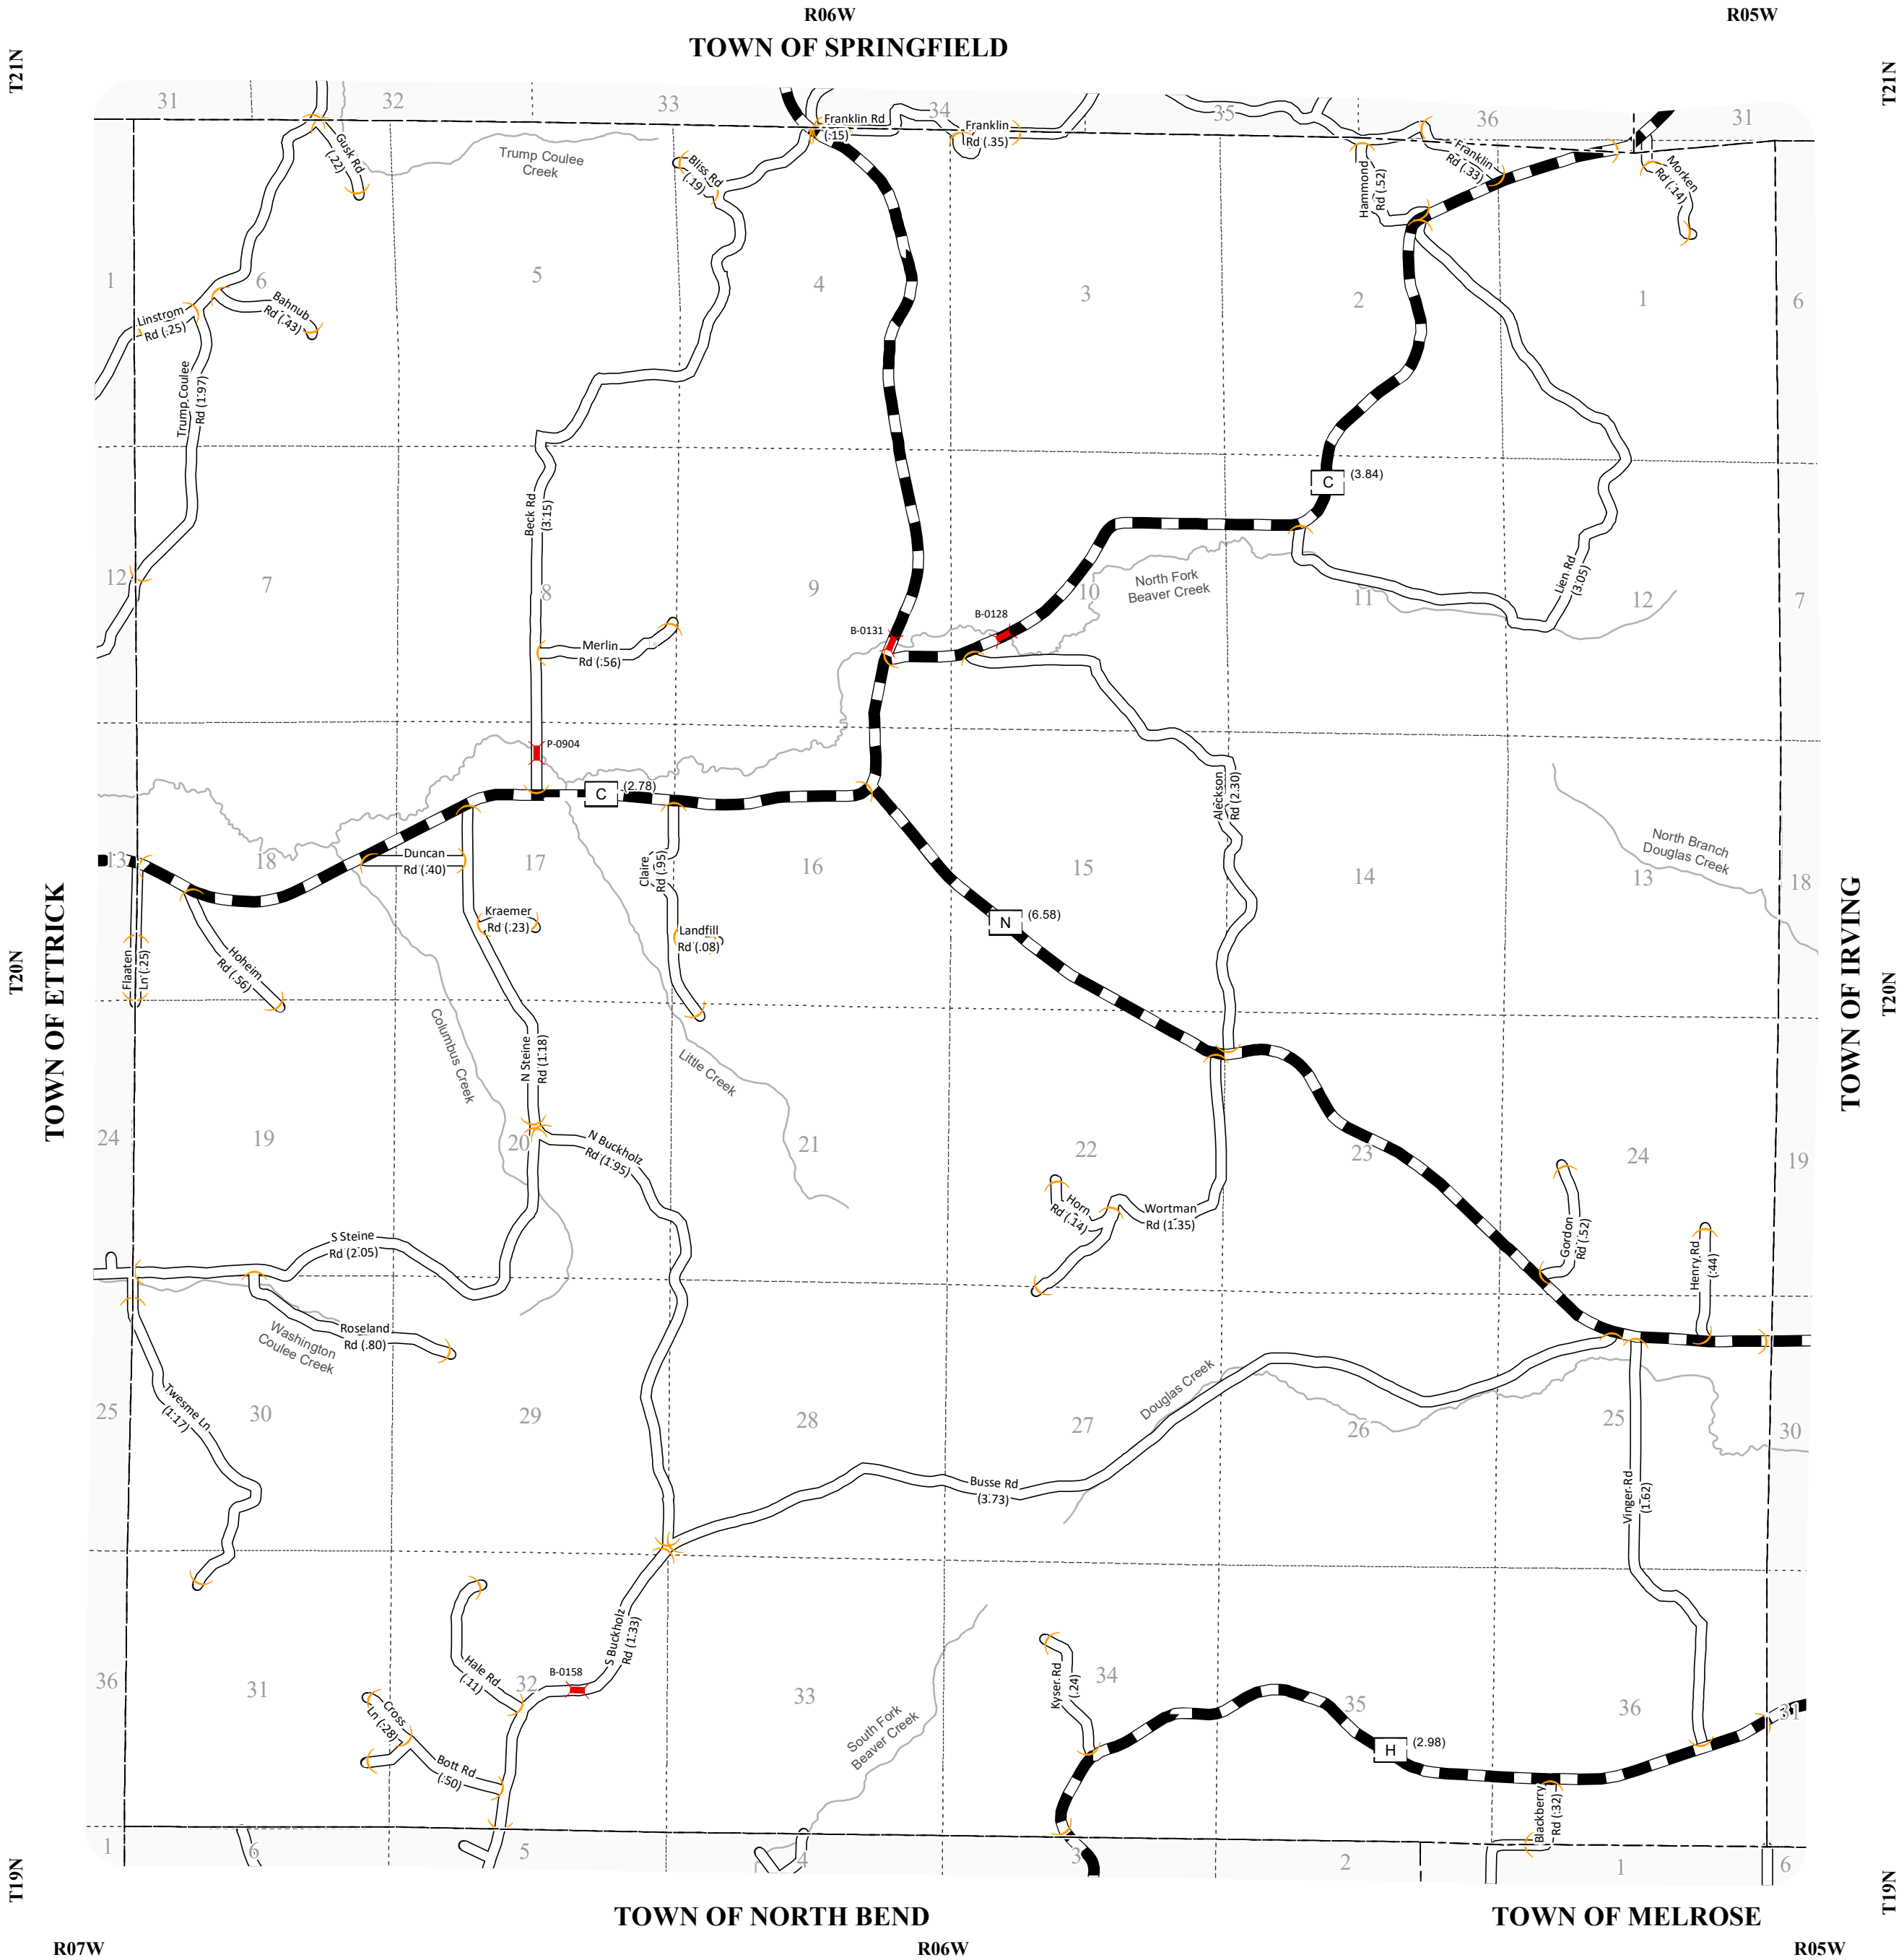 R06W
R05W
TOWN OF SPRINGFIELD
T21N
T21N
31
32
33
34
35
36
31
Franklin Rd
(.15)
Franklin
Rd (.35)
Gusk Rd
(.22)
Trump Coulee
Creek
Bliss Rd
(.19)
Hammond
Rd (.52)
Franklin
Rd (.33)
Morken
Rd (.14)
1
6
5
4
3
2
1
6
Bahnub
Rd (.43)
Linstrom
Rd (.25)
Trump Coulee
Rd (1.97)
C
(3.84)
Beck Rd
(3.15)
12
7
8
9
10
11
12
7
North Fork
Beaver Creek
Lien Rd
(3.05)
B-0131
B-0128
Merlin
Rd (.56)
P-0904
C
(2.78)
Aleckson
Rd (2.30)
North Branch
Douglas Creek
13
18
17
16
15
14
13
18
Duncan
Rd (.40)
Claire
Rd (.95)
Kraemer
Rd (.23)
Landfill
Rd (.08)
N
(6.58)
Flaaten
Ln (.25)
Hoheim
Rd (.56)
T20N
TOWN OF ETTRICK
TOWN OF IRVING
T20N
Columbus Creek
N Steine
Rd (1.18)
Little Creek
24
19
20
21
22
23
24
19
N Buckholz
Rd (1.95)
Horn
Rd (.14)
Wortman
Rd (1.35)
Gordon
Rd (.52)
Henry Rd
(.44)
S Steine
Rd (2.05)
Roseland
Rd (.80)
Washington
Coulee Creek
Douglas Creek
Twesme Ln
(1.17)
25
30
29
28
27
26
25
30
Busse Rd
(3.73)
Vinger Rd
(1.62)
S Buckholz
Rd (1.33)
Hale Rd
(.11)
B-0158
Kyser Rd
(.24)
36
31
32
33
34
35
36
31
Cross
Ln (.28)
Bott Rd
(.50)
South Fork
Beaver Creek
H
(2.98)
Blackberry
Rd (.32)
1
6
5
4
3
2
1
6
T19N
T19N
TOWN OF NORTH BEND
TOWN OF MELROSE
R07W
R06W
R05W